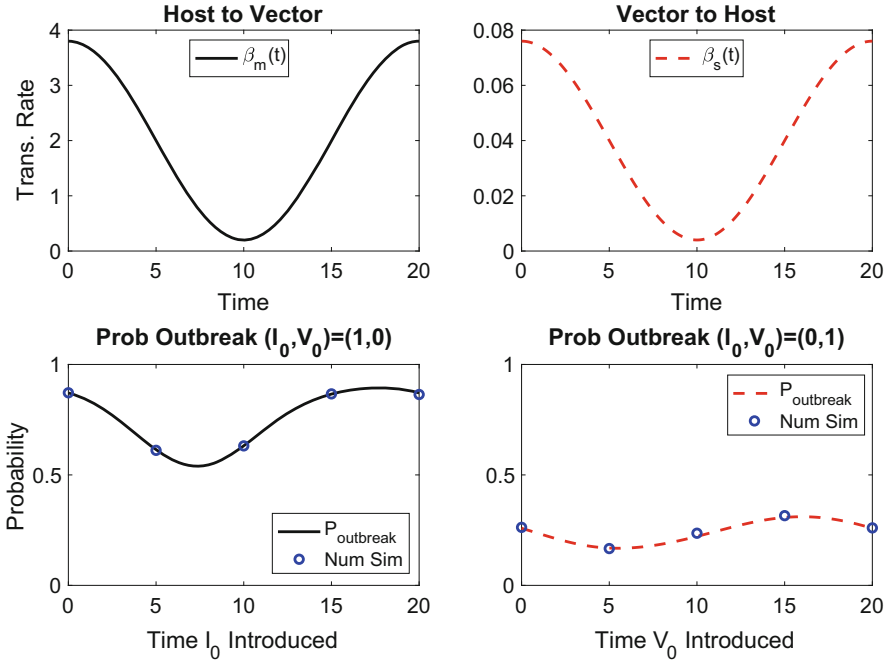 Host to Vector
Trans. Rate
4
3
2
1
0
β_m(t)
0 5 10 15 20
Time
Vector to Host
0.08
0.06
0.04
0.02
0
β_s(t)
0 5 10 15 20
Time
Prob Outbreak (I_0,V_0)=(1,0)
Probability
1
0.5
0
P_outbreak
Num Sim
0 5 10 15 20
Time I_0 Introduced
Prob Outbreak (I_0,V_0)=(0,1)
1
0.5
0
P_outbreak
Num Sim
0 5 10 15 20
Time V_0 Introduced